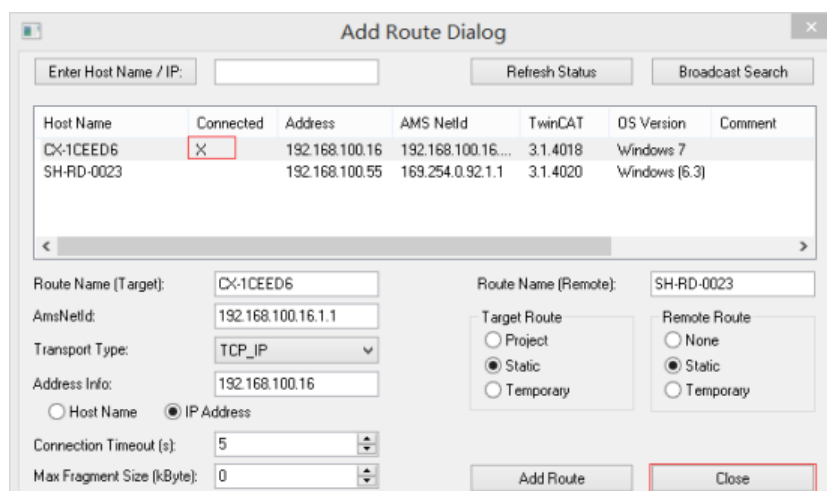 Add Route Dialog
Enter Host Name / IP: Refresh Status Broadcast Search
Host Name Connected Address AMS NetId TwinCAT OS Version Comment
CX-1CEED6 X 192.168.100.16 192.168.100.16.... 3.1.4018 Windows 7
SH-RD-0023 192.168.100.55 169.254.0.92.1.1 3.1.4020 Windows (6.3)
Route Name (Target): CX-1CEED6 Route Name (Remote): SH-RD-0023
AmsNetId: 192.168.100.16.1.1 Target Route Remote Route
Transport Type: TCP_IP Project None
Static Static
Address Info: 192.168.100.16 Temporary Temporary
Host Name IP Address
Connection Timeout (s): 5
Max Fragment Size (kByte): 0 Add Route Close